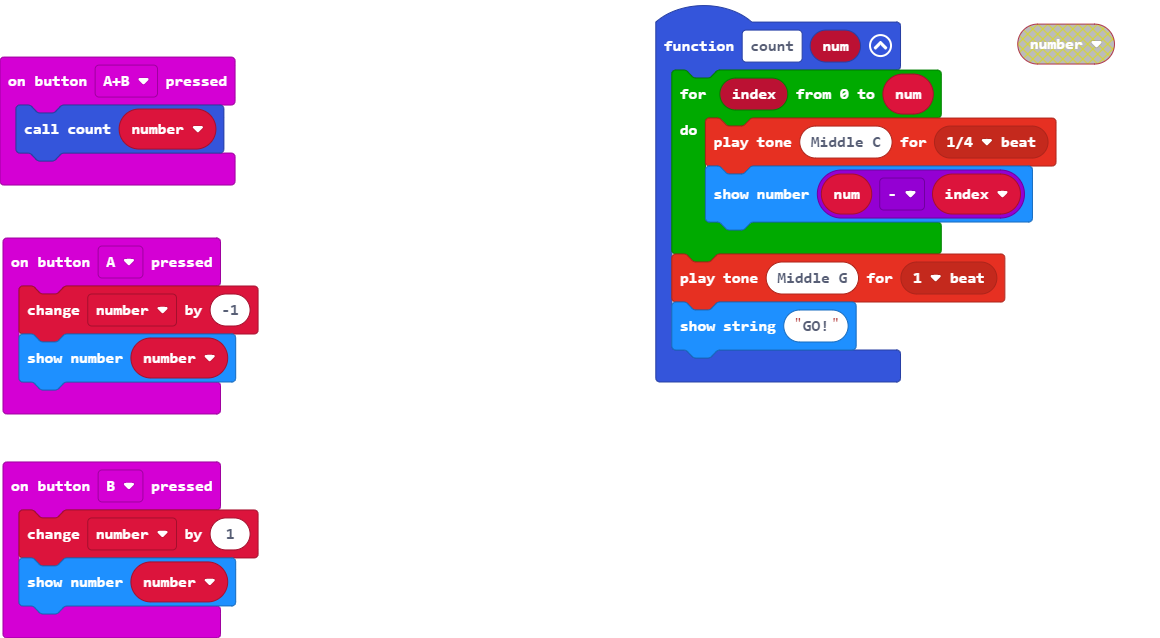 on button A+B pressed
call count number
on button A pressed
change number by -1
show number number
on button B pressed
change number by 1
show number number
function count num
for index from 0 to num
do
play tone Middle C for 1/4 beat
show number num - index
play tone Middle G for 1 beat
show string "GO!"
number